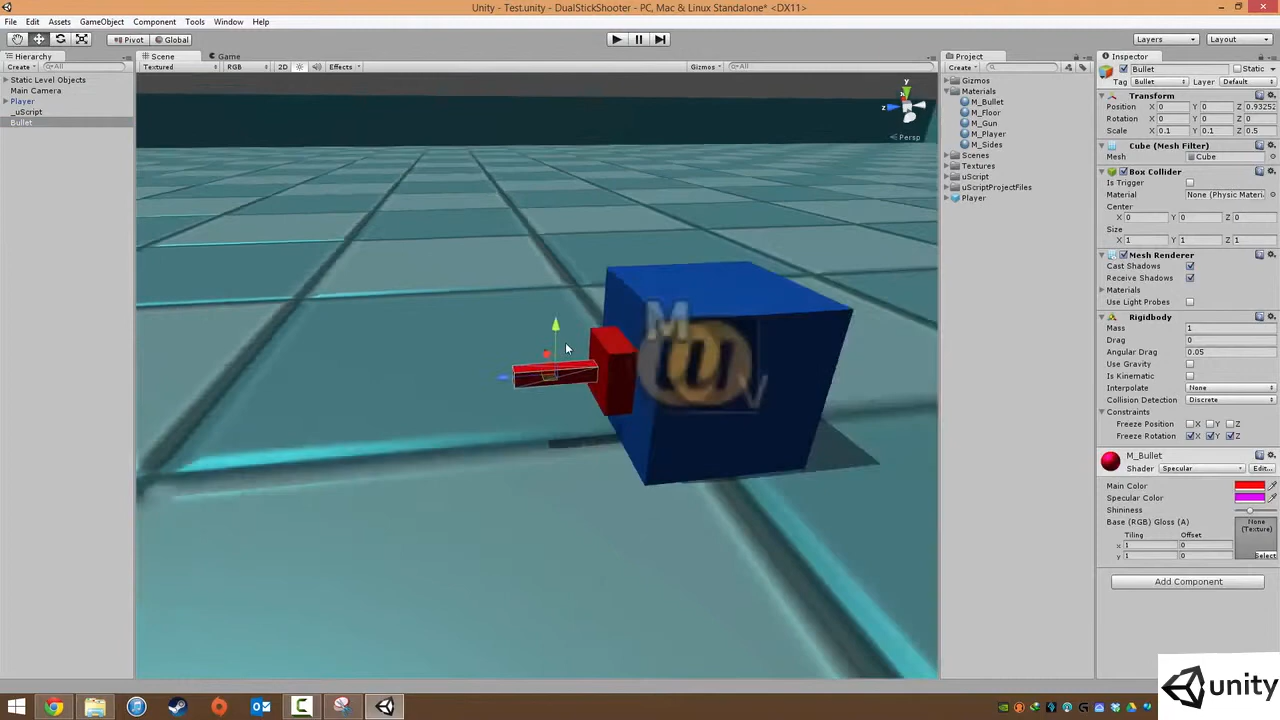 Unity - Test.unity - DualStickShooter - PC, Mac & Linux Standalone* <DX11>
File Edit Assets GameObject Component Tools Window Help
Pivot Global Layers Layout
Hierarchy
Create All
Static Level Objects
Main Camera
Player
_uScript
Bullet
Scene Game
Textured RGB 2D Effects Gizmos All
y
x
z
Persp
M
u
V
Project
Create
Gizmos
Materials
M_Bullet
M_Floor
M_Gun
M_Player
M_Sides
Scenes
Textures
uScript
uScriptProjectFiles
Player
Inspector
Bullet Static
Tag Bullet Layer Default
Transform
Position X 0 Y 0 Z 0.93252
Rotation X 0 Y 0 Z 0
Scale X 0.1 Y 0.1 Z 0.5
Cube (Mesh Filter)
Mesh Cube
Box Collider
Is Trigger
Material None (Physic Materi
Center
X 0 Y 0 Z 0
Size
X 1 Y 1 Z 1
Mesh Renderer
Cast Shadows
Receive Shadows
Materials
Use Light Probes
Rigidbody
Mass 1
Drag 0
Angular Drag 0.05
Use Gravity
Is Kinematic
Interpolate None
Collision Detection Discrete
Constraints
Freeze Position X Y Z
Freeze Rotation X Y Z
M_Bullet
Shader Specular Edit...
Main Color
Specular Color
Shininess
Base (RGB) Gloss (A) None (Texture)
Tiling Offset
x 1 0
y 1 0
Select
Add Component
unity